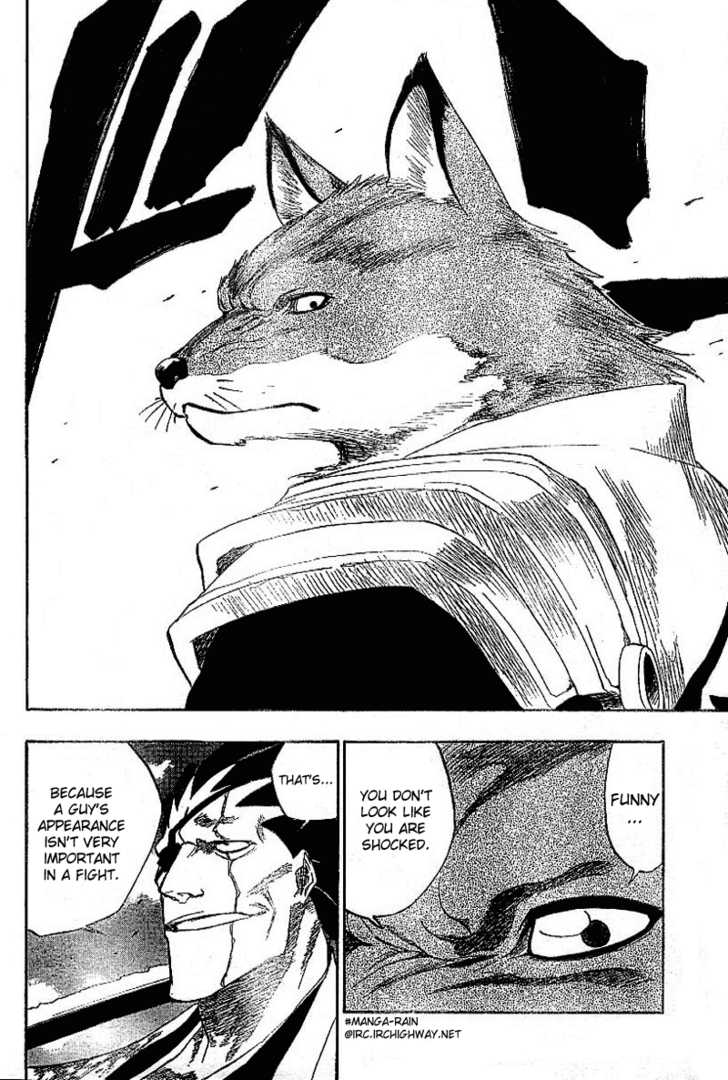 FUNNY
...
YOU DON'T
LOOK LIKE
YOU ARE
SHOCKED.
THAT'S...
BECAUSE
A GUY'S
APPEARANCE
ISN'T VERY
IMPORTANT
IN A FIGHT.
#MANGA-RAIN
@IRC.IRCHIGHWAY.NET